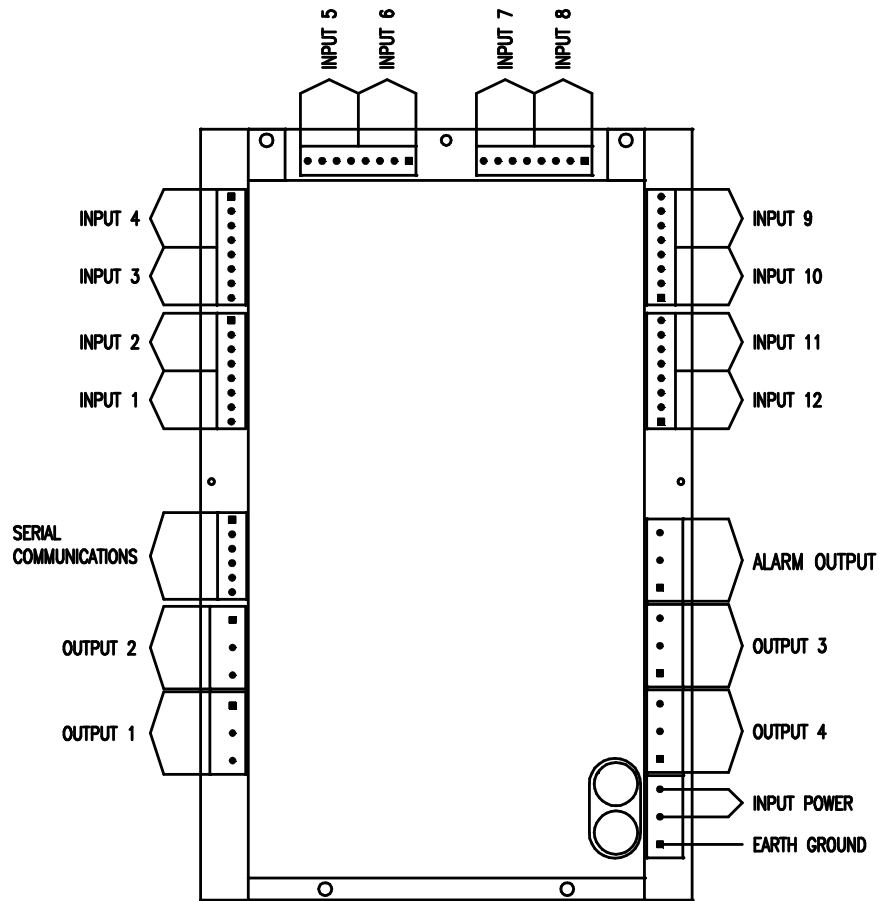 INPUT 5
INPUT 6
INPUT 7
INPUT 8
INPUT 4
INPUT 3
INPUT 2
INPUT 1
SERIAL
COMMUNICATIONS
OUTPUT 2
OUTPUT 1
INPUT 9
INPUT 10
INPUT 11
INPUT 12
ALARM OUTPUT
OUTPUT 3
OUTPUT 4
INPUT POWER
EARTH GROUND